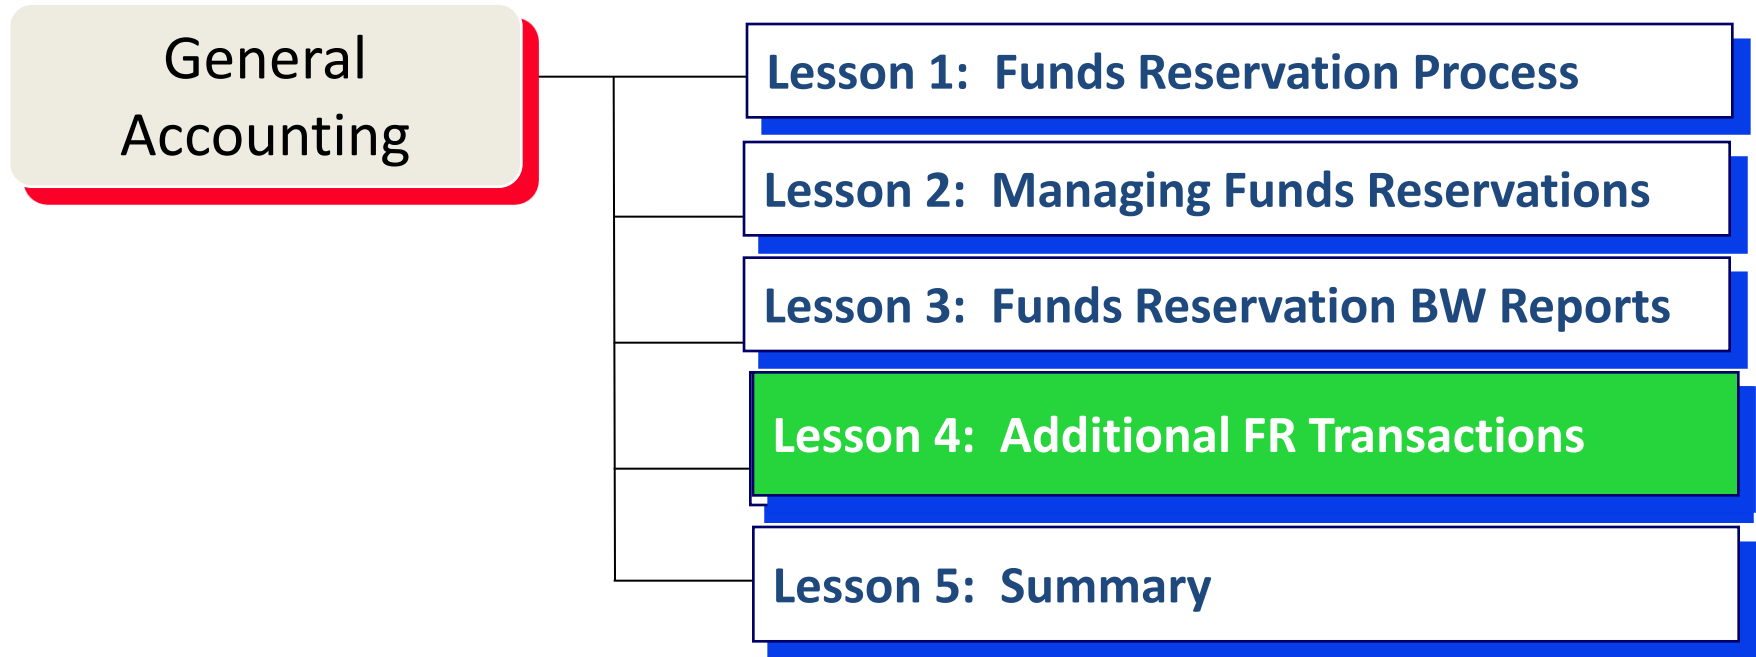 General
Accounting
Lesson 1:  Funds Reservation Process
Lesson 2:  Managing Funds Reservations
Lesson 3:  Funds Reservation BW Reports
Lesson 4:  Additional FR Transactions
Lesson 5:  Summary